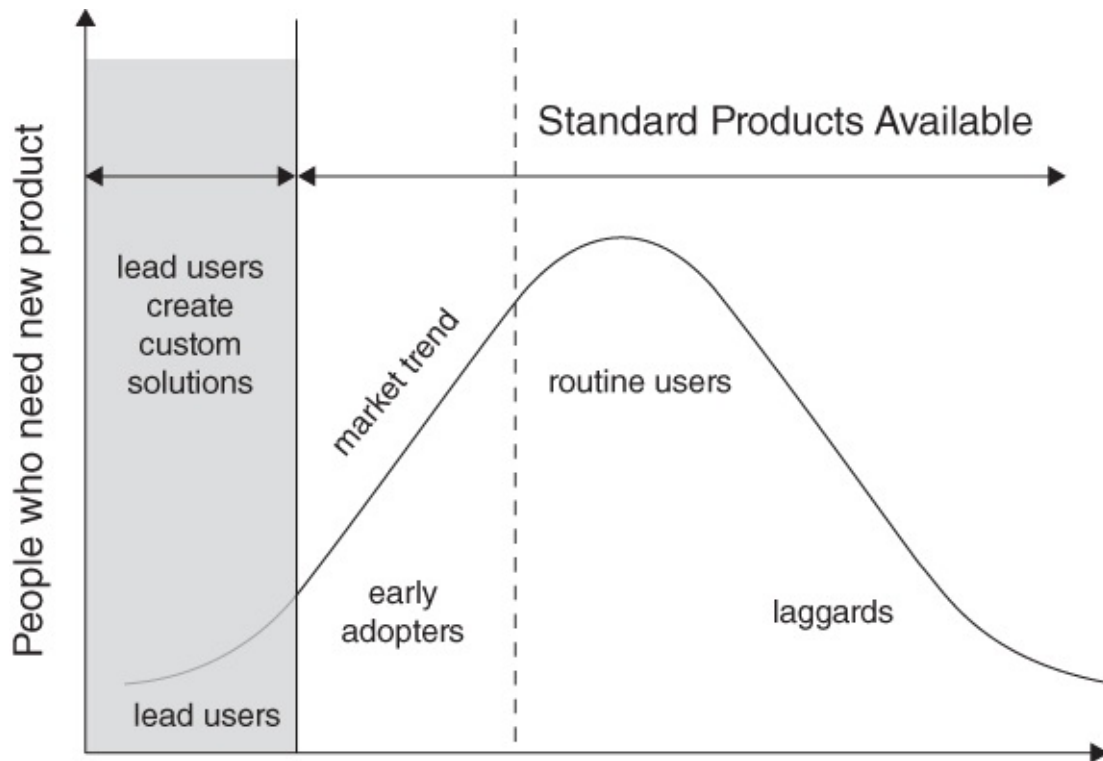 Standard Products Available
People who need new product
lead users
create
custom
solutions
market trend
routine users
early
adopters
laggards
lead users